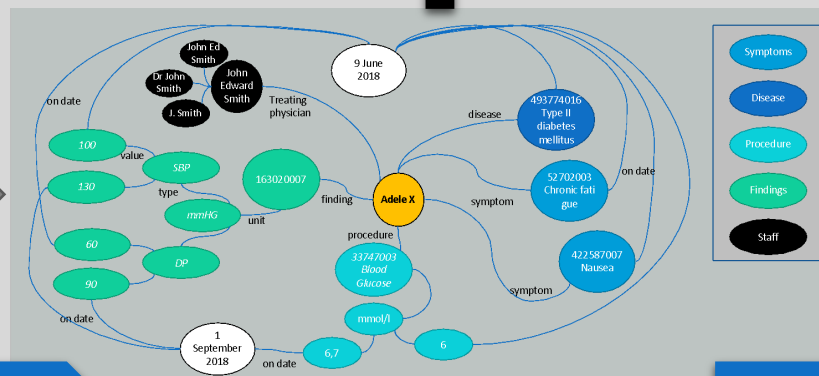 John Ed
Smith
Dr John
Smith
J. Smith
John
Edward
Smith
Treating
physician
9 June
2018
on date
100
value
130
SBP
type
mmHG
unit
60
DP
90
on date
163020007
finding
Adele X
disease
493774016
Type II
diabetes
mellitus
52702003
Chronic fati
gue
on date
symptom
422587007
Nausea
symptom
procedure
33747003
Blood
Glucose
mmol/l
6
6,7
on date
1
September
2018
Symptoms
Disease
Procedure
Findings
Staff